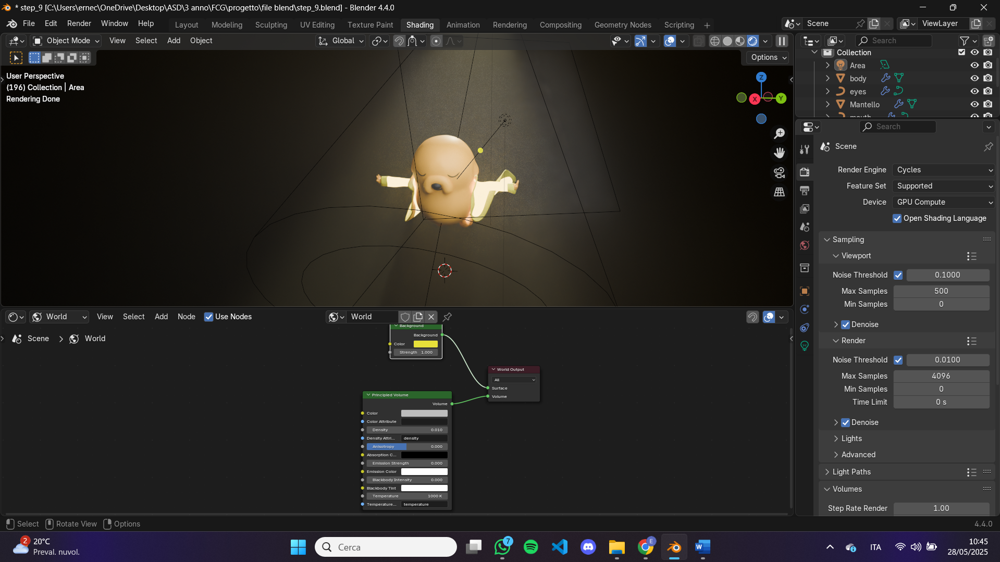 * step_9 [C:\Users\ernec\OneDrive\Desktop\ASD\3 anno\FCG\progetto\file blend\step_9.blend] - Blender 4.4.0
File Edit Render Window Help Layout Modeling Sculpting UV Editing Texture Paint Shading Animation Rendering Compositing Geometry Nodes Scripting + Scene ViewLayer
Object Mode View Select Add Object Global Search
Options
Collection
Area
body
eyes
Mantello
mouth
User Perspective
(196) Collection | Area
Rendering Done
Z
X
Y
Search
Scene
Render Engine Cycles
Feature Set Supported
Device GPU Compute
Open Shading Language
Sampling
Viewport
Noise Threshold 0.1000
Max Samples 500
Min Samples 0
Denoise
Render
Noise Threshold 0.0100
Max Samples 4096
Min Samples 0
Time Limit 0 s
Denoise
Lights
Advanced
Light Paths
Volumes
Step Rate Render 1.00
World View Select Add Node Use Nodes World
Scene > World
Background
Background
Color
Strength 1.000
World Output
All
Surface
Volume
Principled Volume
Volume
Color
Color Attribute
Density 0.010
Density Attri... density
Anisotropy 0.000
Absorption C...
Emission Strength 0.000
Emission Color
Blackbody Intensity 0.000
Blackbody Tint
Temperature 1000 K
Temperature... temperature
Select Rotate View Options 4.4.0
2
20°C
Preval. nuvol.
Cerca
7
E
W
ITA
10:45
28/05/2025